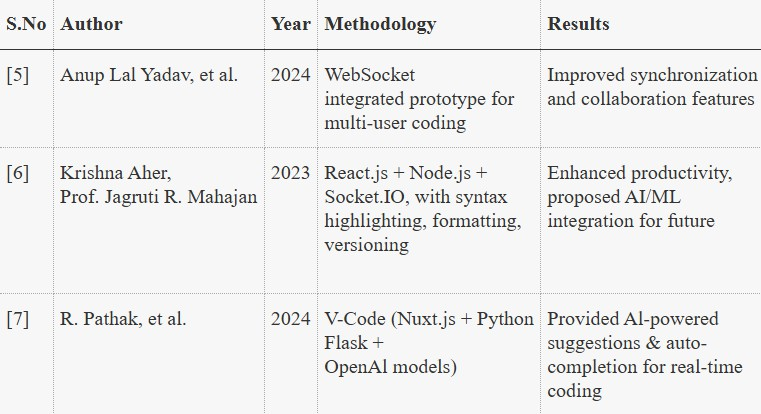 S.No Author Year Methodology Results
[5] Anup Lal Yadav, et al. 2024 WebSocket Improved synchronization
integrated prototype for and collaboration features
multi-user coding
[6] Krishna Aher, 2023 React.js + Node.js + Enhanced productivity,
Prof. Jagruti R. Mahajan Socket.IO, with syntax proposed AI/ML
highlighting, formatting, integration for future
versioning
[7] R. Pathak, et al. 2024 V-Code (Nuxt.js + Python Provided Al-powered
Flask + suggestions & auto-
OpenAl models) completion for real-time
coding